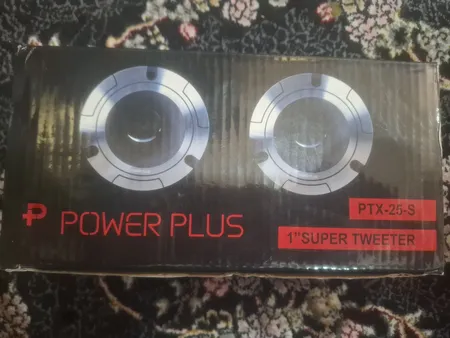 PTX-25-S
POWER PLUS
1"SUPER TWEETER